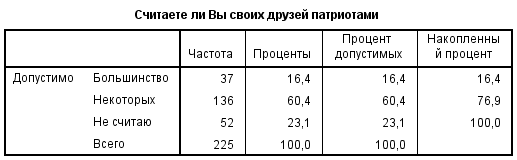 Считаете ли Вы своих друзей патриотами
Частота Проценты Процент допустимых Накопленны й процент
Допустимо Большинство 37 16,4 16,4 16,4
Некоторых 136 60,4 60,4 76,9
Не считаю 52 23,1 23,1 100,0
Всего 225 100,0 100,0